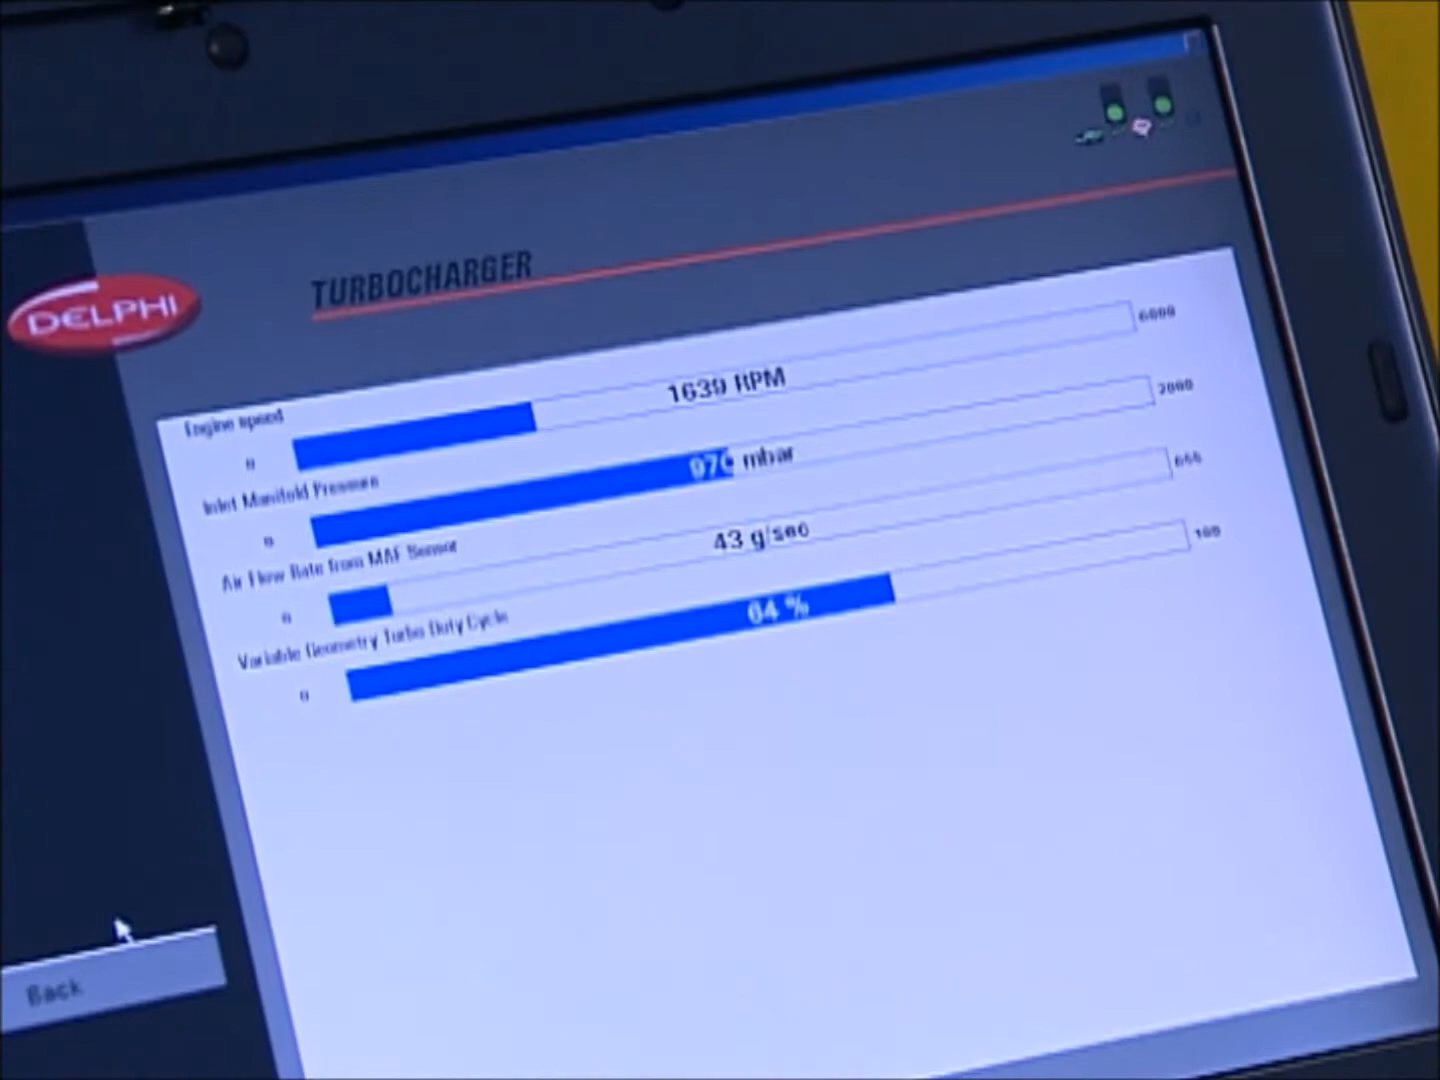 DELPHI
TURBOCHARGER
Engine speed
0
1639 RPM
6000
Inlet Manifold Pressure
0
mbar
2000
Air Flow Rate from MAF Sensor
0
43 g/sec
Variable Geometry Turbo Duty Cycle
0
64 %
100
Back